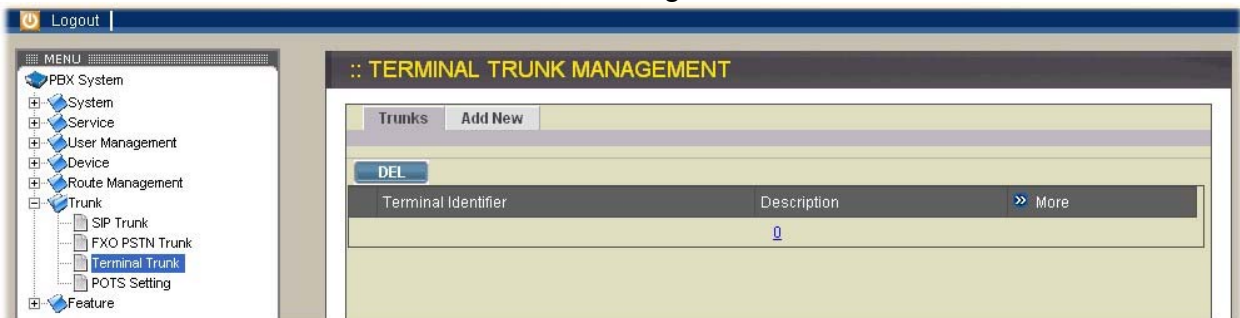 Logout
MENU
PBX System
System
Service
User Management
Device
Route Management
Trunk
SIP Trunk
FXO PSTN Trunk
Terminal Trunk
POTS Setting
Feature
:: TERMINAL TRUNK MANAGEMENT
Trunks Add New
DEL
Terminal Identifier Description More
0